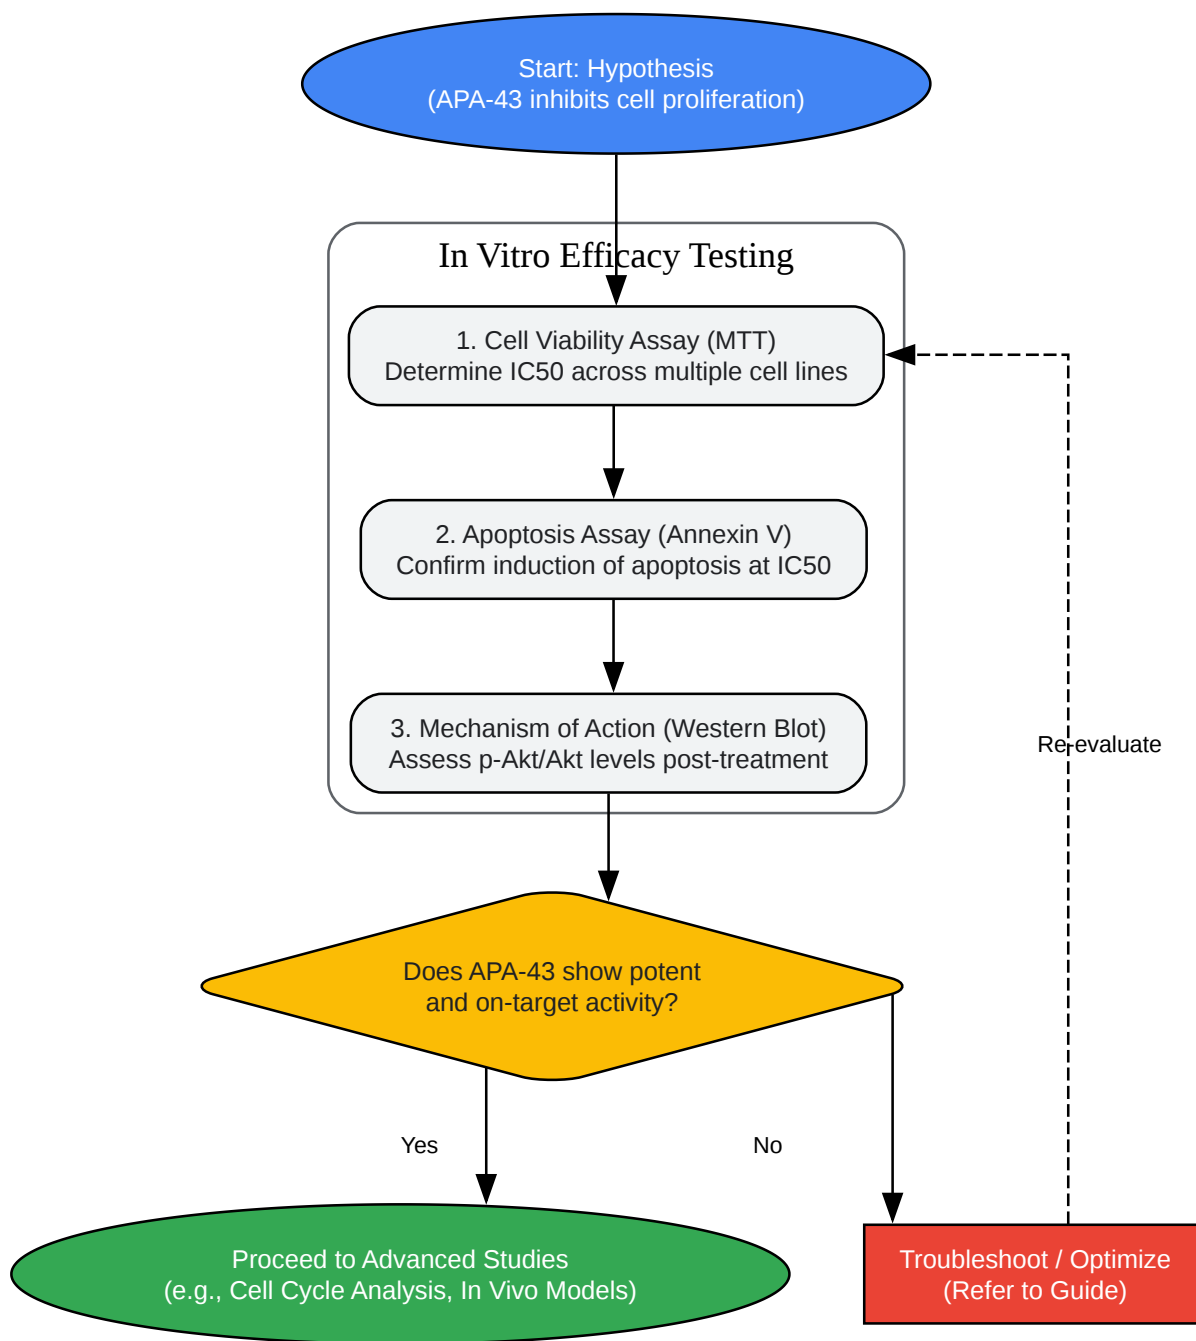 Start: Hypothesis
(APA-43 inhibits cell proliferation)
In Vitro Efficacy Testing
1. Cell Viability Assay (MTT)
Determine IC50 across multiple cell lines
2. Apoptosis Assay (Annexin V)
Confirm induction of apoptosis at IC50
3. Mechanism of Action (Western Blot)
Assess p-Akt/Akt levels post-treatment
Re-evaluate
Does APA-43 show potent
and on-target activity?
Yes
No
Proceed to Advanced Studies
(e.g., Cell Cycle Analysis, In Vivo Models)
Troubleshoot / Optimize
(Refer to Guide)